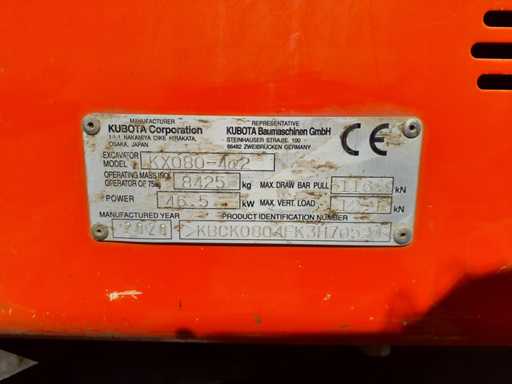 MANUFACTURER
KUBOTA Corporation
1-1-1 NAKAMIYA OIKE HIRAKATA,
OSAKA, JAPAN
REPRESENTATIVE
KUBOTA Baumaschinen GmbH
STEINHAUSER STRAßE, 100
66482 ZWEIBRÜCKEN GERMANY
CE
EXCAVATOR
MODEL KX080-4α2
OPERATING MASS (ISO)
OPERATOR OF 75kg 8425 kg
MAX. DRAW BAR PULL kN
POWER 46.5 kW
MAX. VERT. LOAD kN
MANUFACTURED YEAR 2020
PRODUCT IDENTIFICATION NUMBER